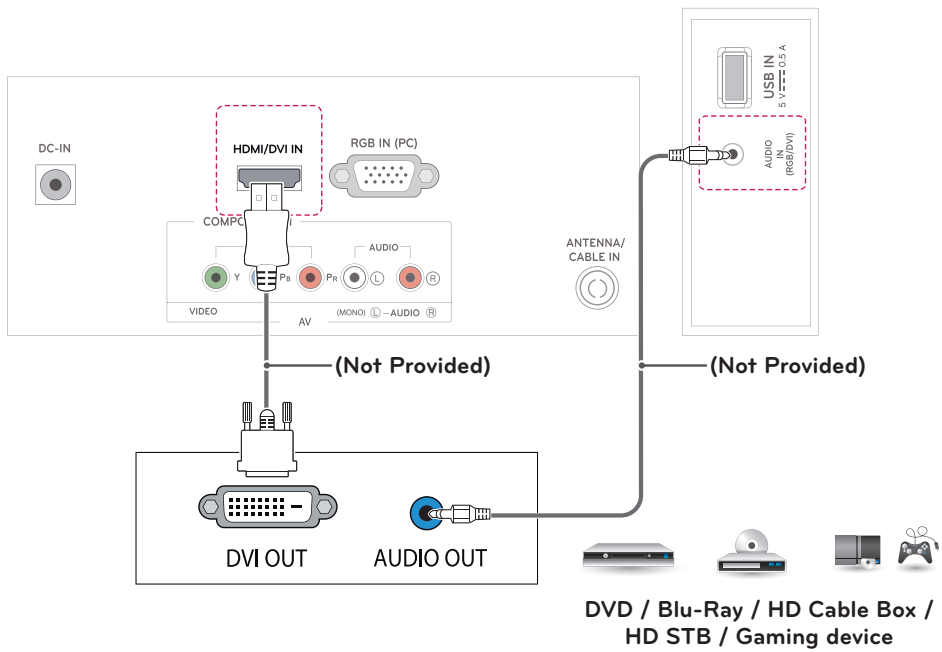 DC-IN
HDMI/DVI IN
RGB IN (PC)
COMPO
Y
PB
PR
AUDIO
L
R
VIDEO
AV
(MONO) L – AUDIO R
ANTENNA/
CABLE IN
USB IN
5 V 0.5 A
AUDIO
IN
(RGB/DVI)
(Not Provided)
(Not Provided)
DVI OUT
AUDIO OUT
DVD / Blu-Ray / HD Cable Box /
HD STB / Gaming device